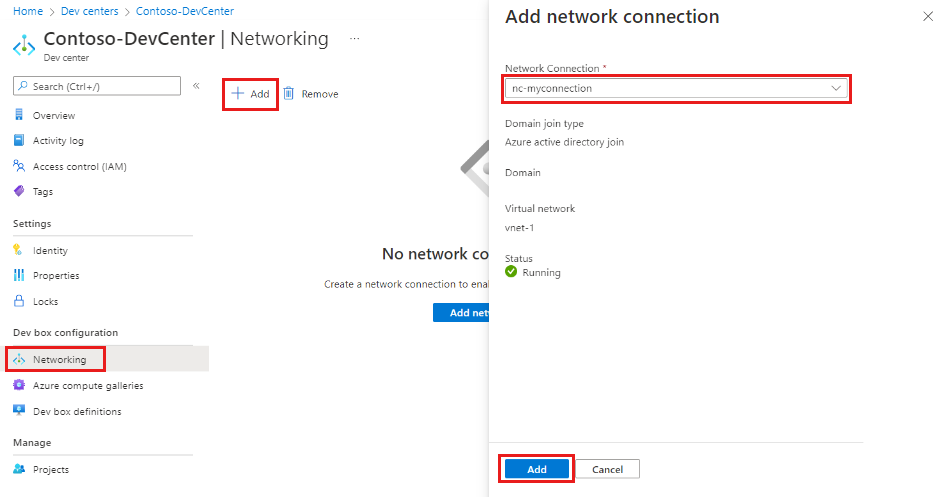 Home > Dev centers > Contoso-DevCenter
Contoso-DevCenter | Networking ...
Dev center
Search (Ctrl+/) «
Overview
Activity log
Access control (IAM)
Tags
Settings
Identity
Properties
Locks
Dev box configuration
Networking
Azure compute galleries
Dev box definitions
Manage
Projects
+ Add Remove
No network co
Create a network connection to ena
Add net
Add network connection
Network Connection *
nc-myconnection
Domain join type
Azure active directory join
Domain
Virtual network
vnet-1
Status
Running
Add Cancel